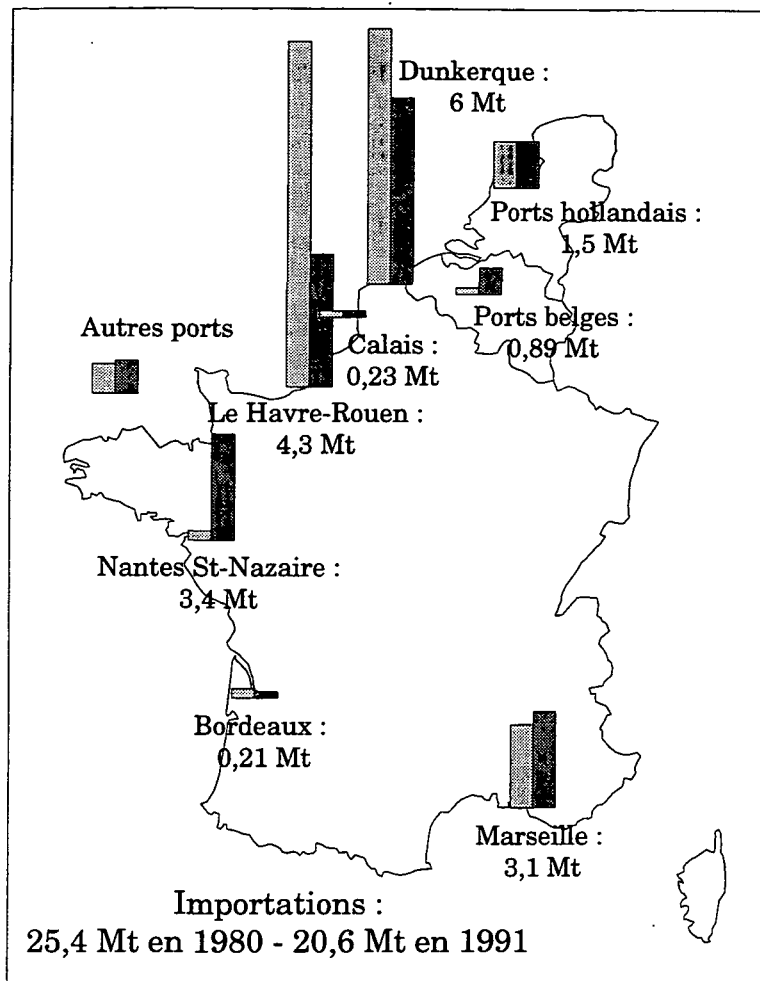 Dunkerque :
6 Mt
Ports hollandais :
1,5 Mt
Ports belges :
0,89 Mt
Autres ports
Calais :
0,23 Mt
Le Havre-Rouen :
4,3 Mt
Nantes St-Nazaire :
3,4 Mt
Bordeaux :
0,21 Mt
Marseille :
3,1 Mt
Importations :
25,4 Mt en 1980 - 20,6 Mt en 1991